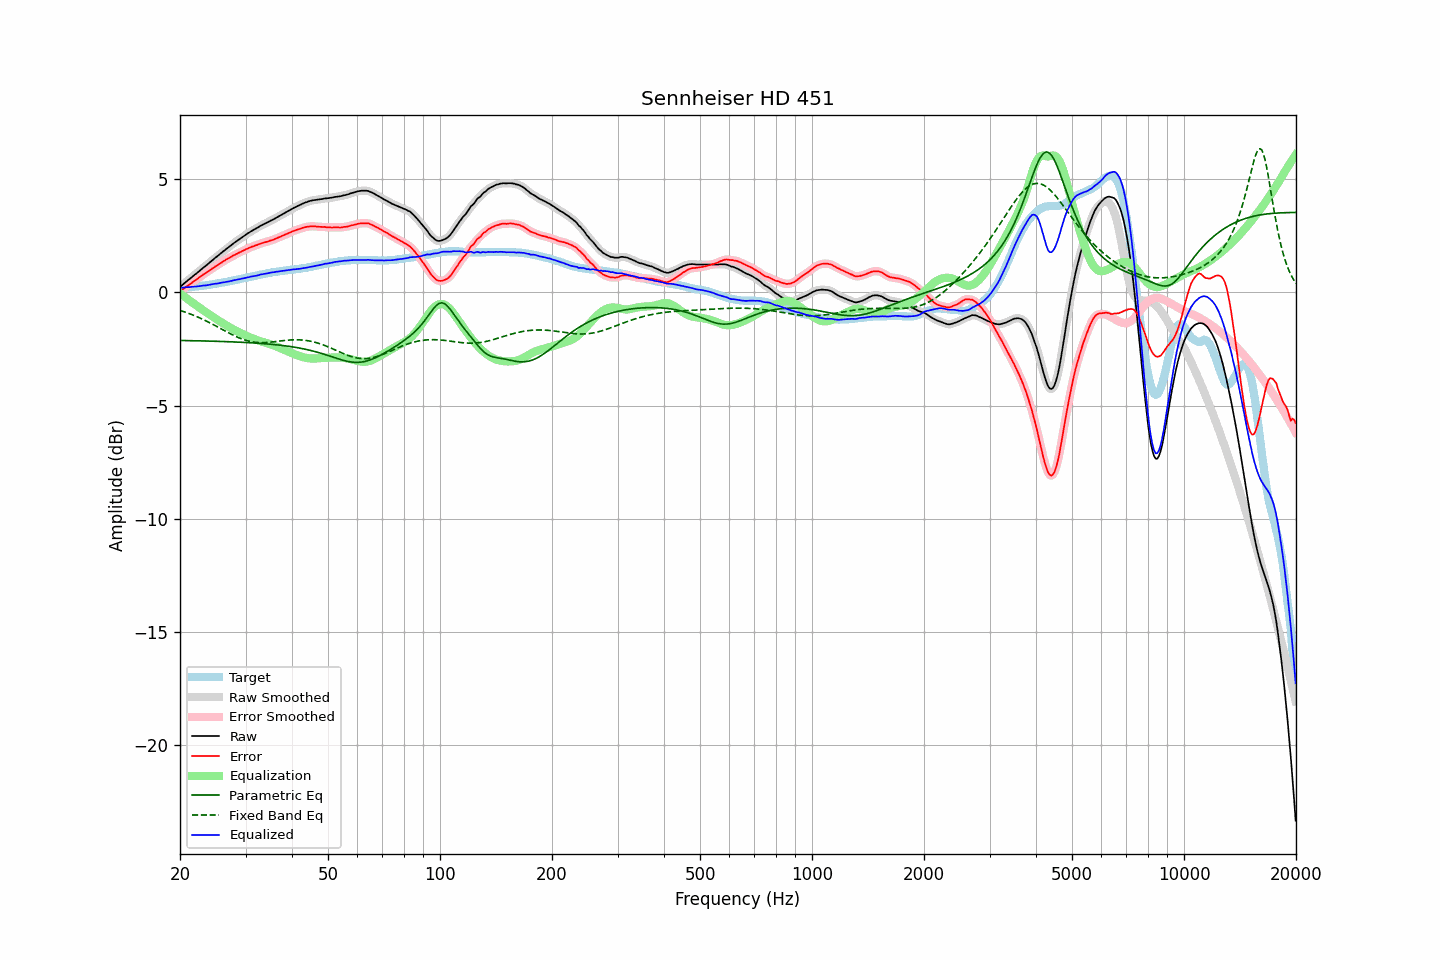 Sennheiser HD 451
Amplitude (dBr)
5
0
−5
−10
−15
−20
Target
Raw Smoothed
Error Smoothed
Raw
Error
Equalization
Parametric Eq
Fixed Band Eq
Equalized
20 50 100 200 500 1000 2000 5000 10000 20000
Frequency (Hz)